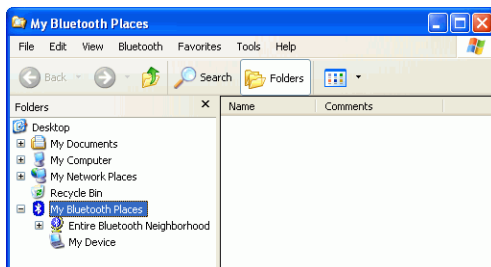 My Bluetooth Places
File Edit View Bluetooth Favorites Tools Help
Back Search Folders
Folders x Name Comments
Desktop
My Documents
My Computer
My Network Places
Recycle Bin
My Bluetooth Places
Entire Bluetooth Neighborhood
My Device